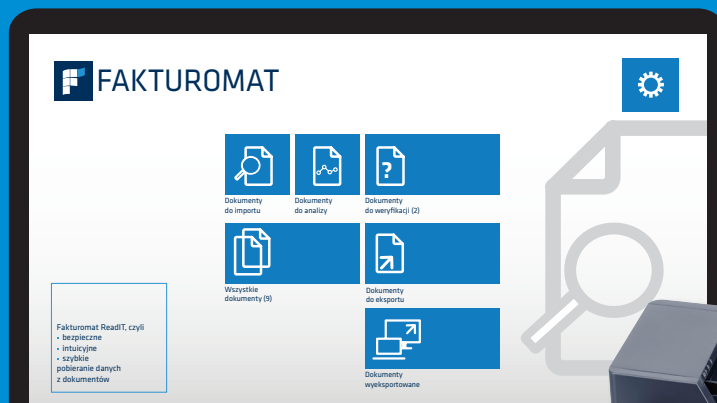 FAKTUROMAT
Dokumenty
do importu
Dokumenty
do analizy
?
Dokumenty
do weryfikacji (2)
Wszystkie
dokumenty (9)
Dokumenty
do eksportu
Dokumenty
wyeksportowane
Fakturomat ReadIT, czyli
• bezpieczne
• intuicyjne
• szybkie
pobieranie danych
z dokumentów